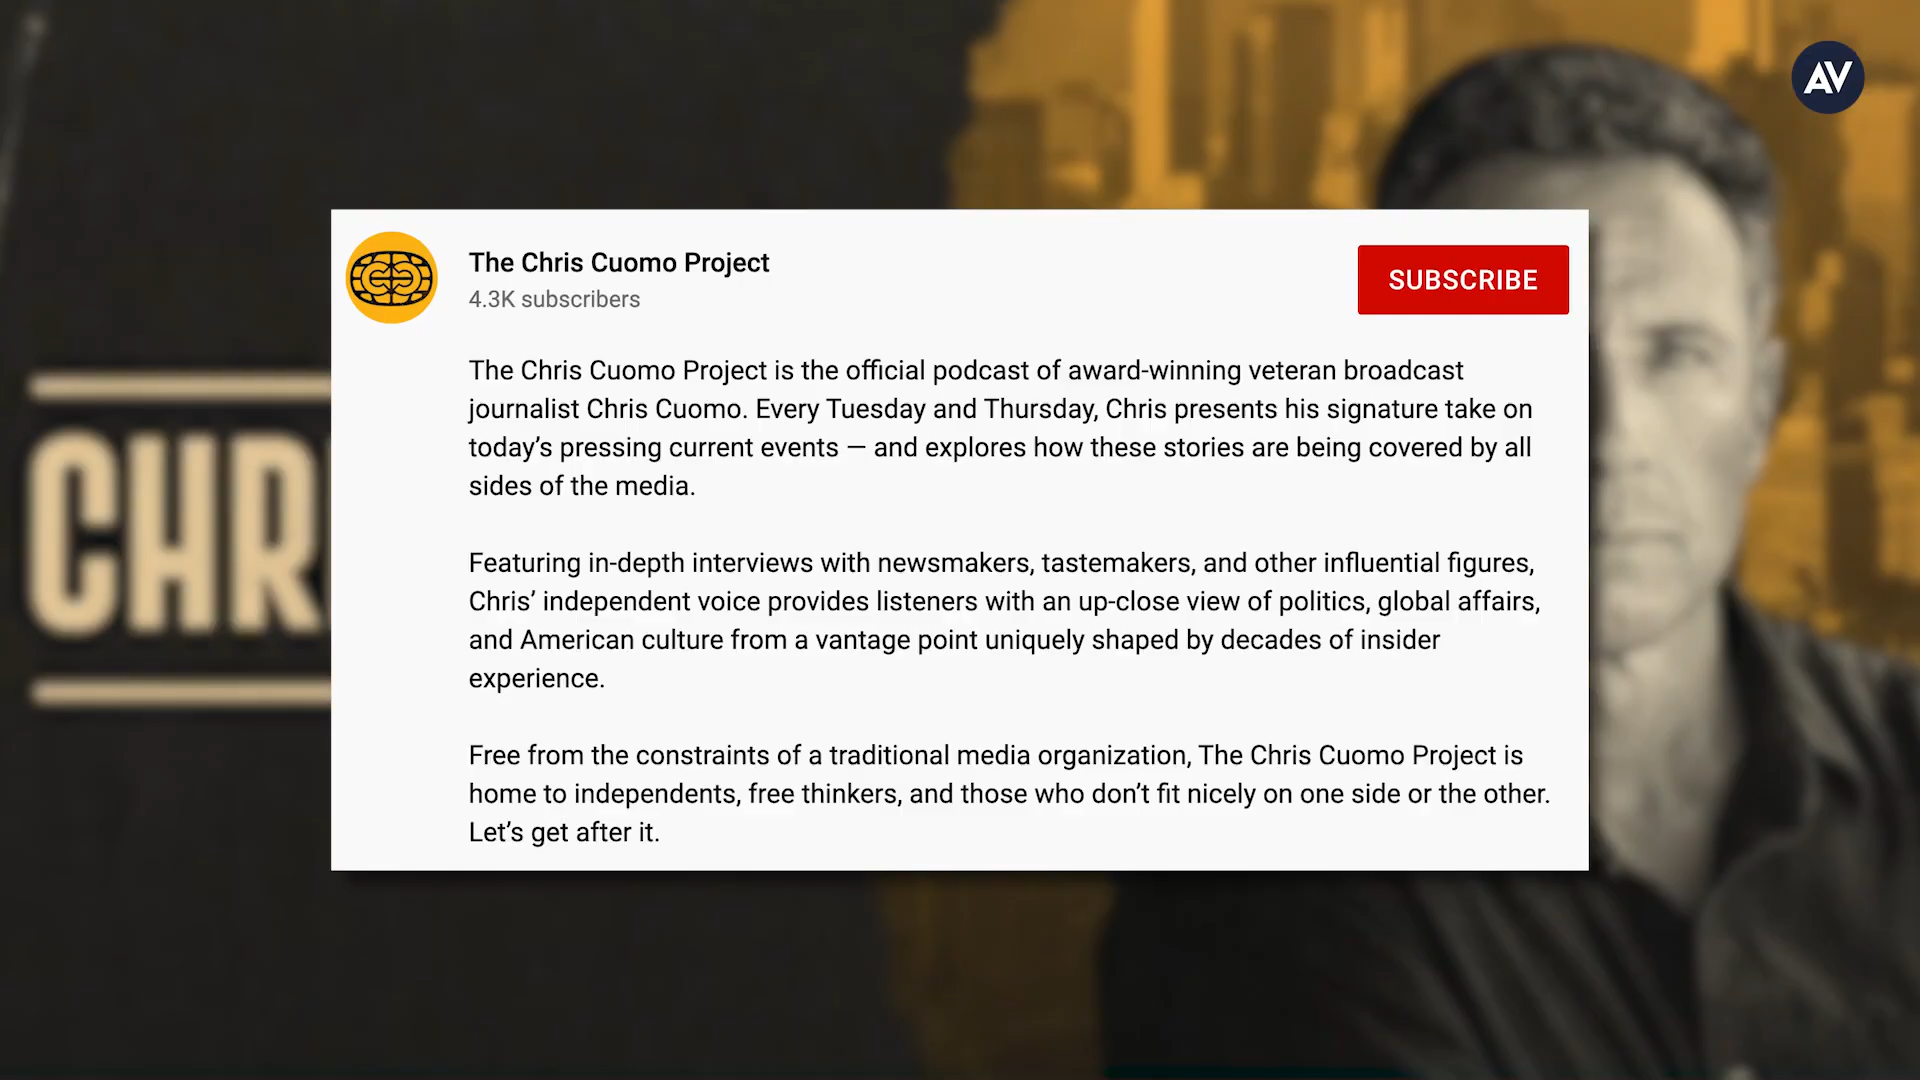 AV
The Chris Cuomo Project
4.3K subscribers
SUBSCRIBE
The Chris Cuomo Project is the official podcast of award-winning veteran broadcast
journalist Chris Cuomo. Every Tuesday and Thursday, Chris presents his signature take on
today’s pressing current events — and explores how these stories are being covered by all
sides of the media.
Featuring in-depth interviews with newsmakers, tastemakers, and other influential figures,
Chris’ independent voice provides listeners with an up-close view of politics, global affairs,
and American culture from a vantage point uniquely shaped by decades of insider
experience.
Free from the constraints of a traditional media organization, The Chris Cuomo Project is
home to independents, free thinkers, and those who don’t fit nicely on one side or the other.
Let’s get after it.
CHR